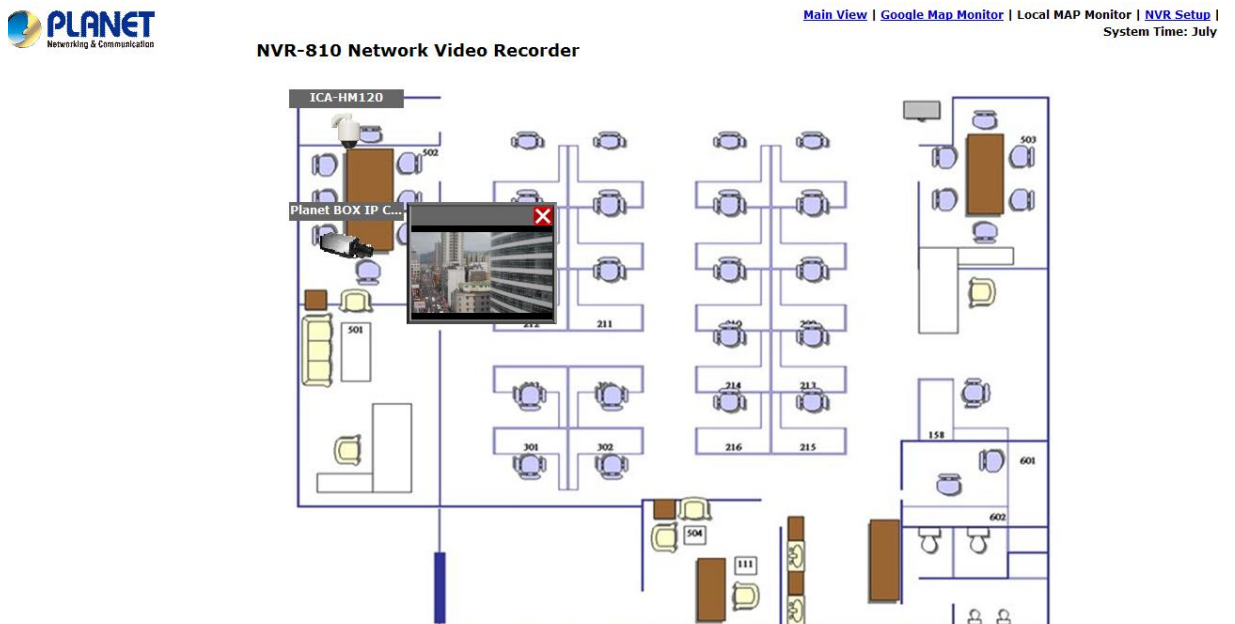 PLANET
Networking & Communication
Main View | Google Map Monitor | Local MAP Monitor | NVR Setup |
System Time: July
NVR-810 Network Video Recorder
ICA-HM120
502
503
Planet BOX IP C...
212
211
501
214
213
301
302
216
215
158
601
602
504
111